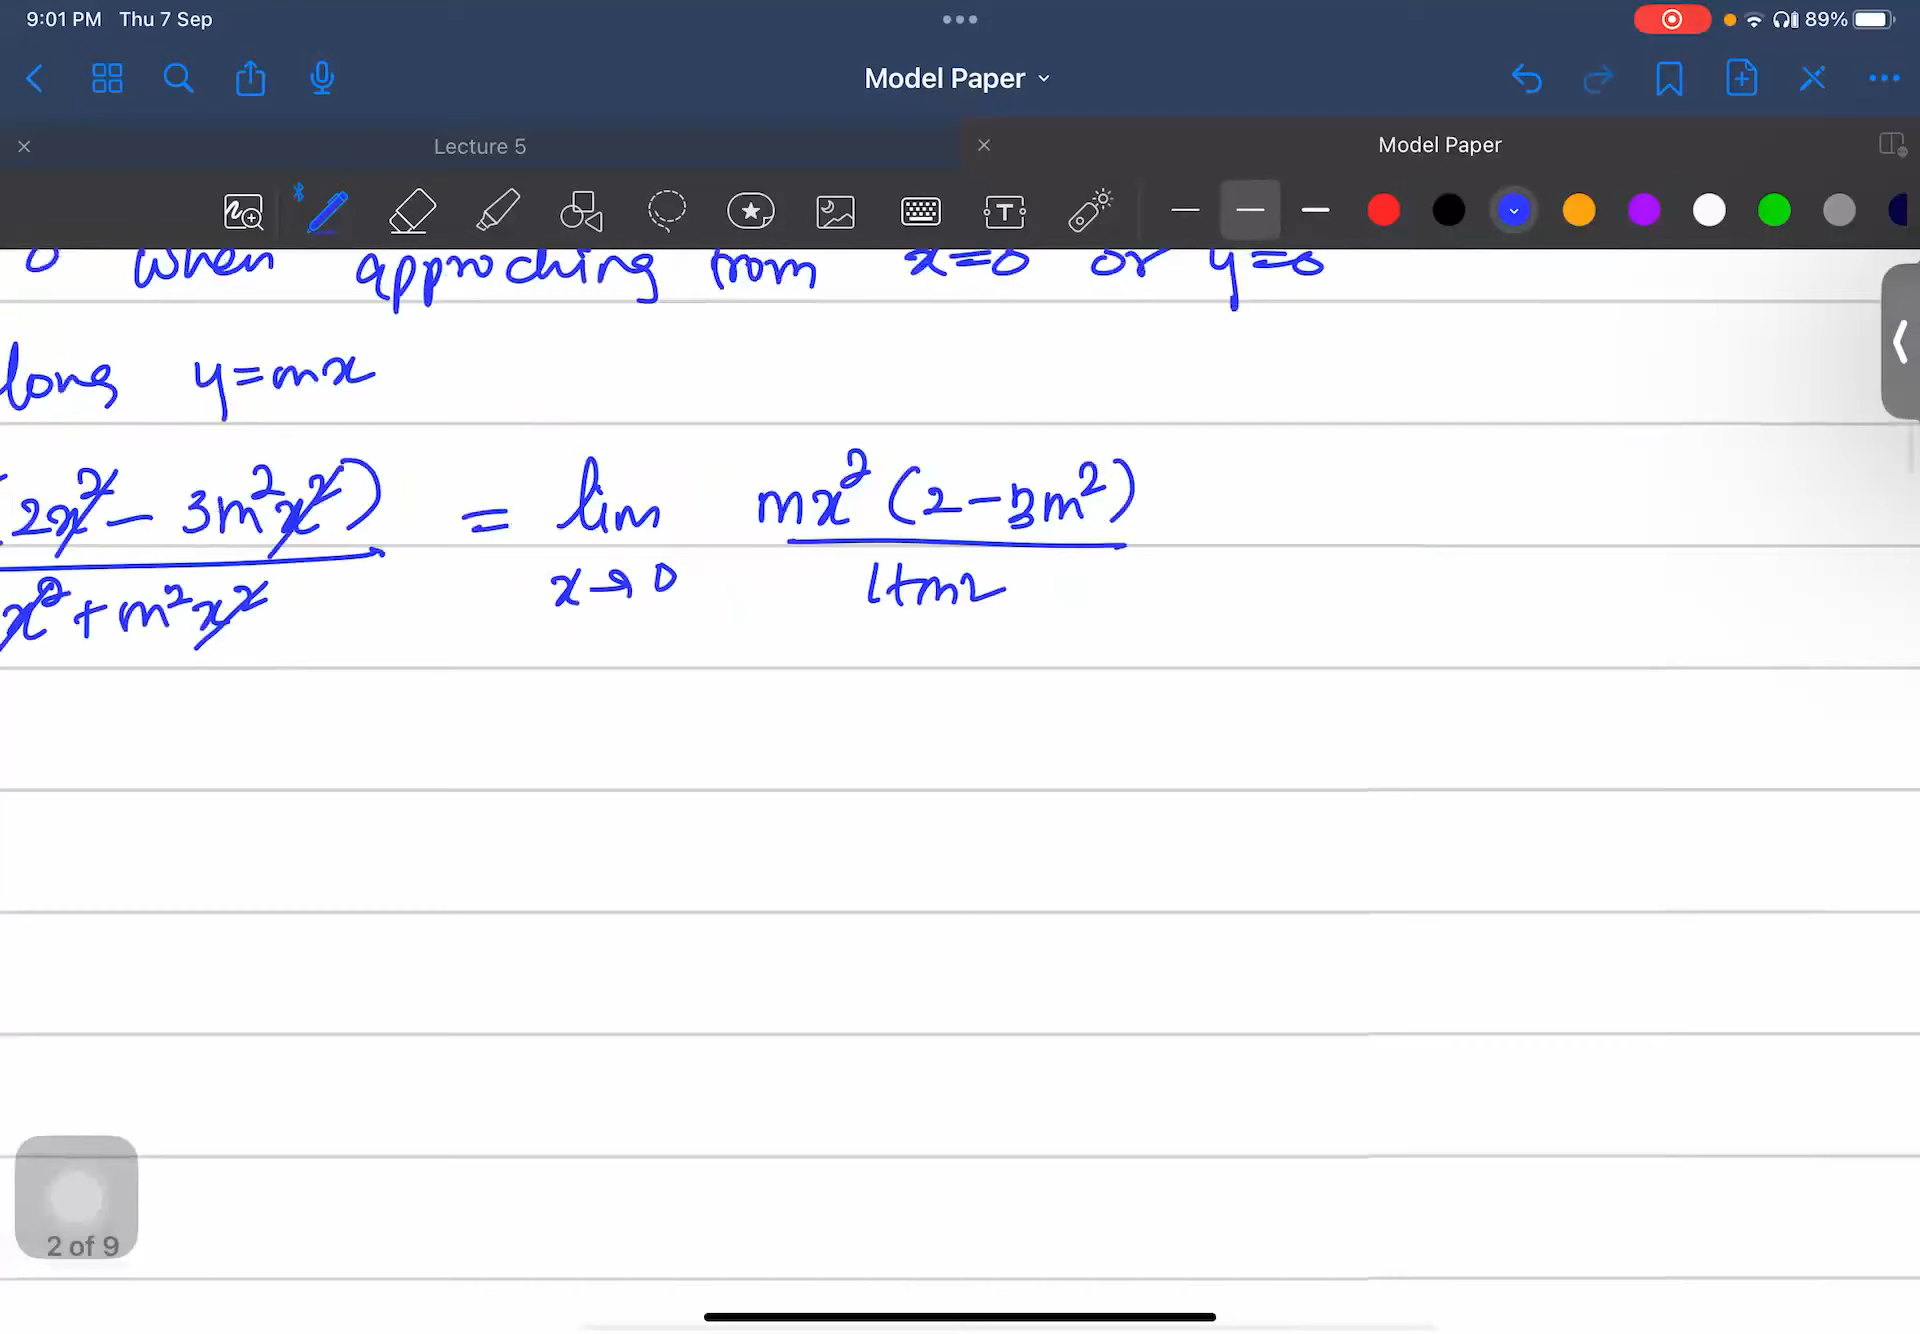 9:01 PM Thu 7 Sep
89%
Model Paper
Lecture 5
Model Paper
0 when approching from x=0 or y=0
long y=mx
(2x² - 3m²x²) = lim mx² (2-3m²)
x²+m²x² x→0 1+m2
2 of 9